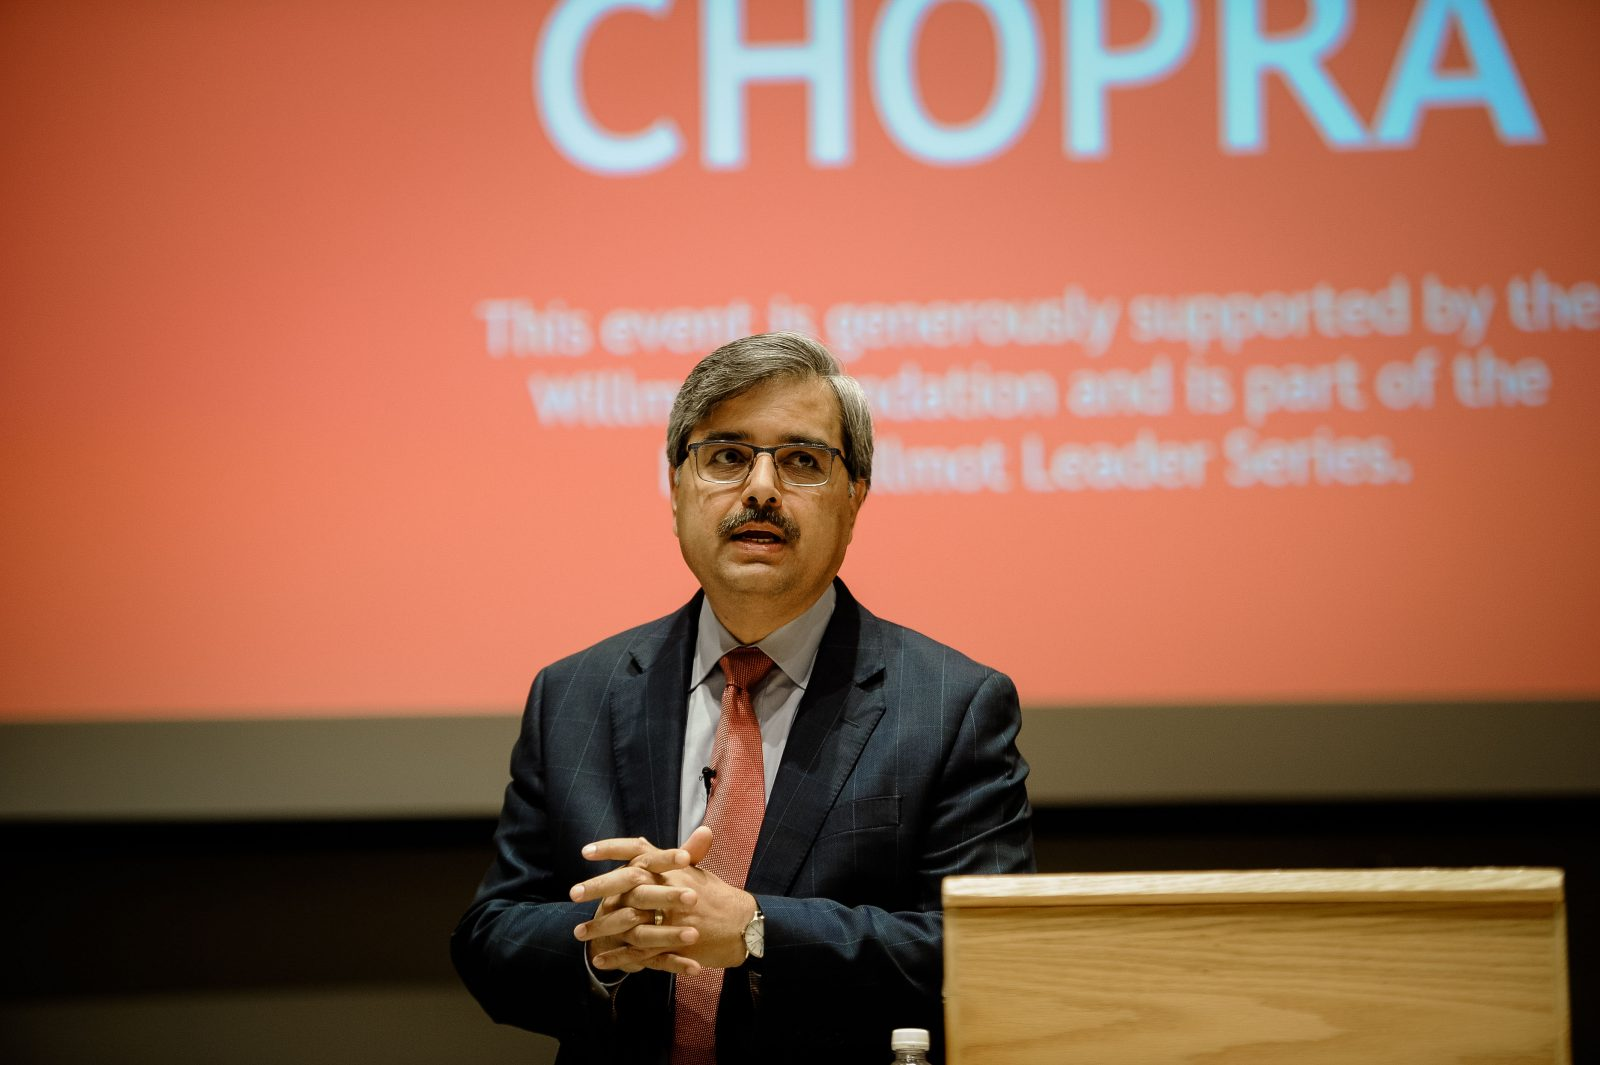 CHOPRA
This event is generously supported by the
and is part of the
Leader Series.